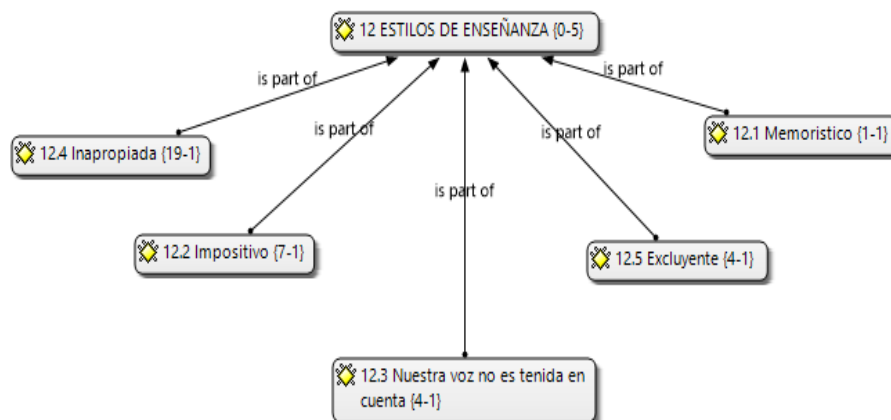 12 ESTILOS DE ENSEÑANZA {0-5}
is part of
is part of
is part of
is part of
is part of
12.1 Memoristico {1-1}
12.4 Inapropiada {19-1}
12.2 Impositivo {7-1}
12.5 Excluyente {4-1}
12.3 Nuestra voz no es tenida en
cuenta {4-1}